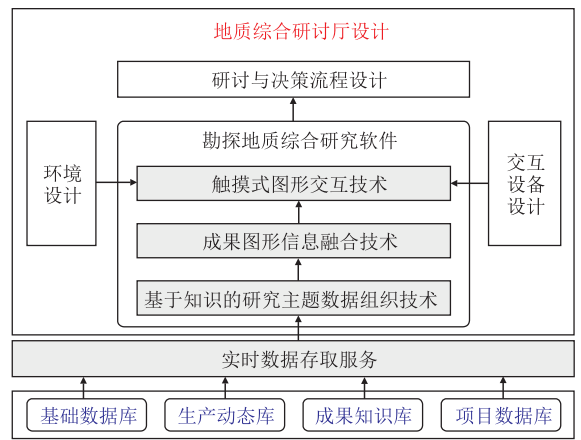 地质综合研讨厅设计
研讨与决策流程设计
勘探地质综合研究软件
环境
设计
触摸式图形交互技术
交互
设备
设计
成果图形信息融合技术
基于知识的研究主题数据组织技术
实时数据存取服务
基础数据库
生产动态库
成果知识库
项目数据库